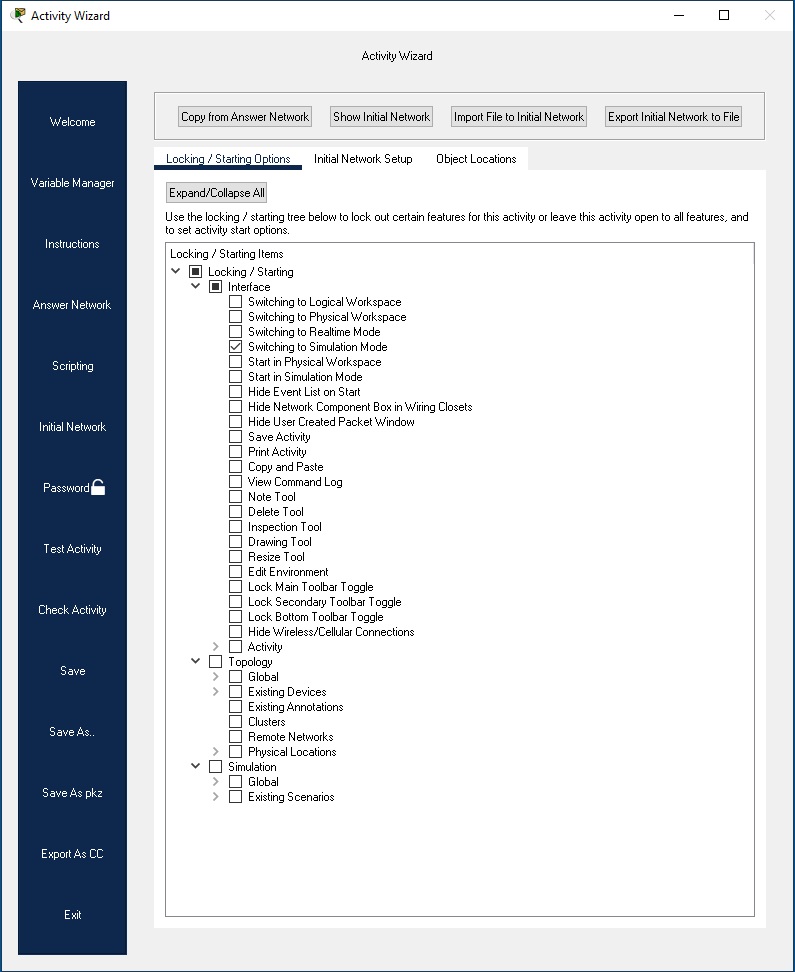 Activity Wizard
Activity Wizard
Welcome
Variable Manager
Instructions
Answer Network
Scripting
Initial Network
Password
Test Activity
Check Activity
Save
Save As..
Save As pkz
Export As CC
Exit
Copy from Answer Network
Show Initial Network
Import File to Initial Network
Export Initial Network to File
Locking / Starting Options
Initial Network Setup
Object Locations
Expand/Collapse All
Use the locking / starting tree below to lock out certain features for this activity or leave this activity open to all features, and
to set activity start options.
Locking / Starting Items
Locking / Starting
Interface
Switching to Logical Workspace
Switching to Physical Workspace
Switching to Realtime Mode
Switching to Simulation Mode
Start in Physical Workspace
Start in Simulation Mode
Hide Event List on Start
Hide Network Component Box in Wiring Closets
Hide User Created Packet Window
Save Activity
Print Activity
Copy and Paste
View Command Log
Note Tool
Delete Tool
Inspection Tool
Drawing Tool
Resize Tool
Edit Environment
Lock Main Toolbar Toggle
Lock Secondary Toolbar Toggle
Lock Bottom Toolbar Toggle
Hide Wireless/Cellular Connections
Activity
Topology
Global
Existing Devices
Existing Annotations
Clusters
Remote Networks
Physical Locations
Simulation
Global
Existing Scenarios